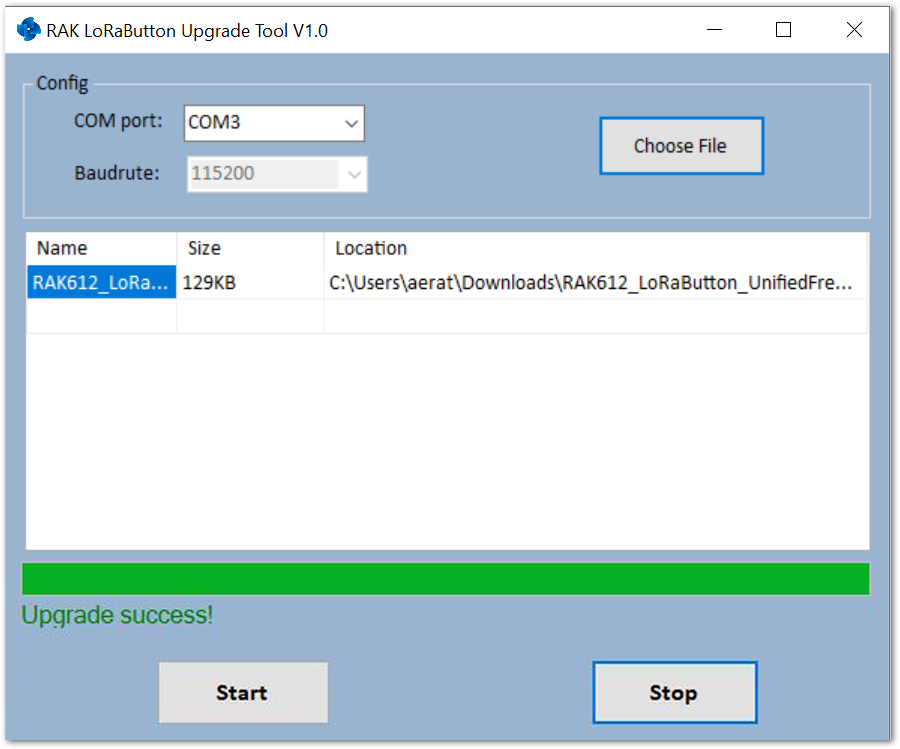 RAK LoRaButton Upgrade Tool V1.0
Config
COM port: COM3
Choose File
Baudrute: 115200
Name Size Location
RAK612_LoRa... 129KB C:\Users\aerat\Downloads\RAK612_LoRaButton_UnifiedFre...
Upgrade success!
Start Stop